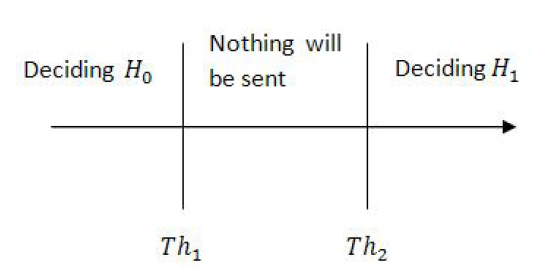 Deciding H₀
Nothing will
be sent
Deciding H₁
Th₁
Th₂